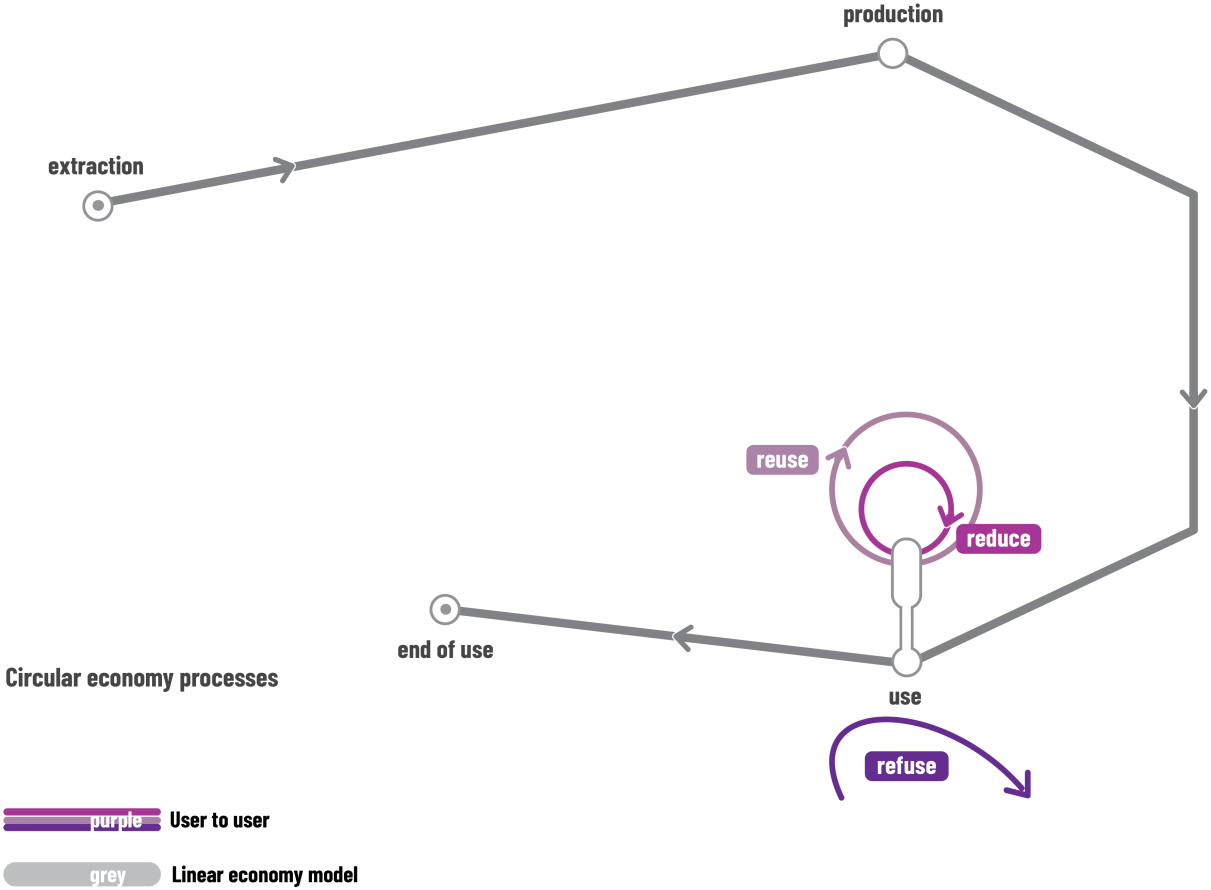 production
extraction
reuse
reduce
end of use
Circular economy processes
use
refuse
purple User to user
grey Linear economy model